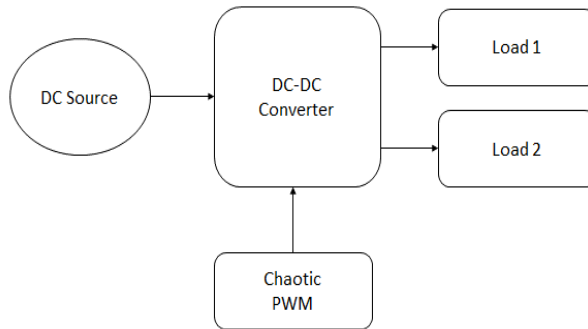 DC Source
DC-DC
Converter
Load 1
Load 2
Chaotic
PWM